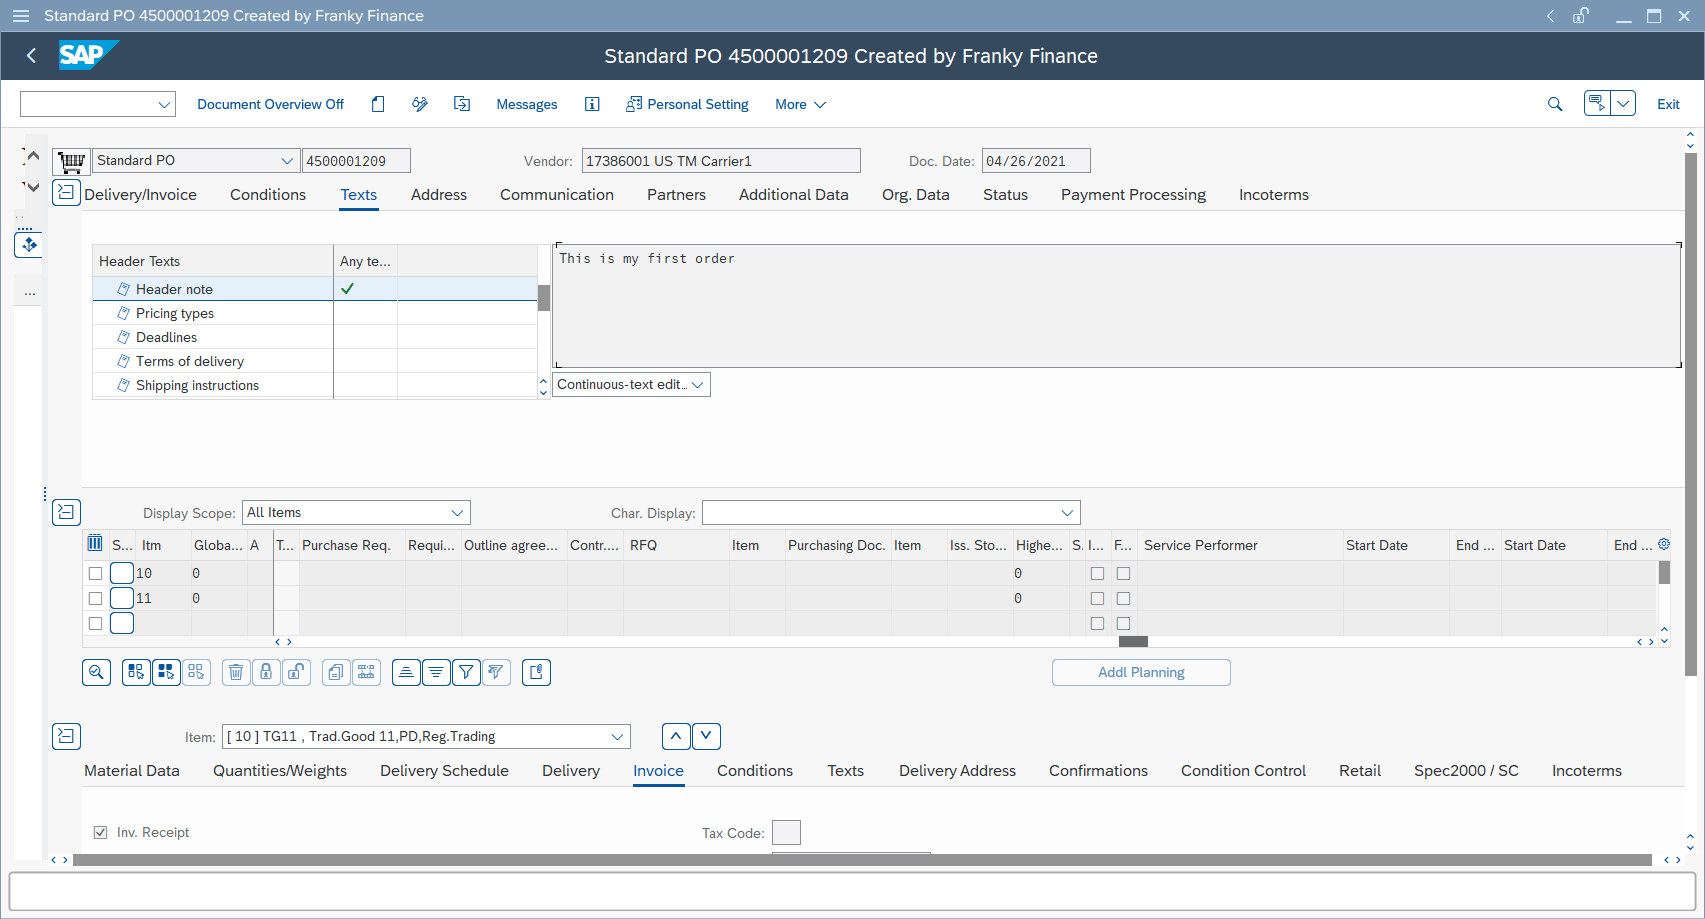 Standard PO 4500001209 Created by Franky Finance
SAP
Standard PO 4500001209 Created by Franky Finance
Document Overview Off
Messages
Personal Setting
More
Exit
Standard PO
4500001209
Vendor:
17386001 US TM Carrier1
Doc. Date:
04/26/2021
Delivery/Invoice
Conditions
Texts
Address
Communication
Partners
Additional Data
Org. Data
Status
Payment Processing
Incoterms
Header Texts
Any te...
This is my first order
Header note
Pricing types
Deadlines
Terms of delivery
Shipping instructions
...
Continuous-text edit...
Display Scope:
All Items
Char. Display:
S... Itm Globa... A T... Purchase Req. Requi... Outline agree... Contr.... RFQ Item Purchasing Doc. Item Iss. Sto... Highe... S. I... F... Service Performer Start Date End ... Start Date End ...
10 0 0
11 0 0
Addl Planning
Item:
[ 10 ] TG11 , Trad.Good 11,PD,Reg.Trading
Material Data
Quantities/Weights
Delivery Schedule
Delivery
Invoice
Conditions
Texts
Delivery Address
Confirmations
Condition Control
Retail
Spec2000 / SC
Incoterms
Inv. Receipt
Tax Code: